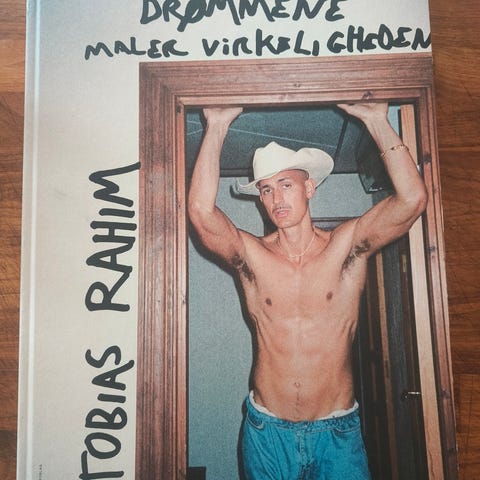 DRØMMENE
MALER VIRKELIGHEDEN
TOBIAS RAHIM